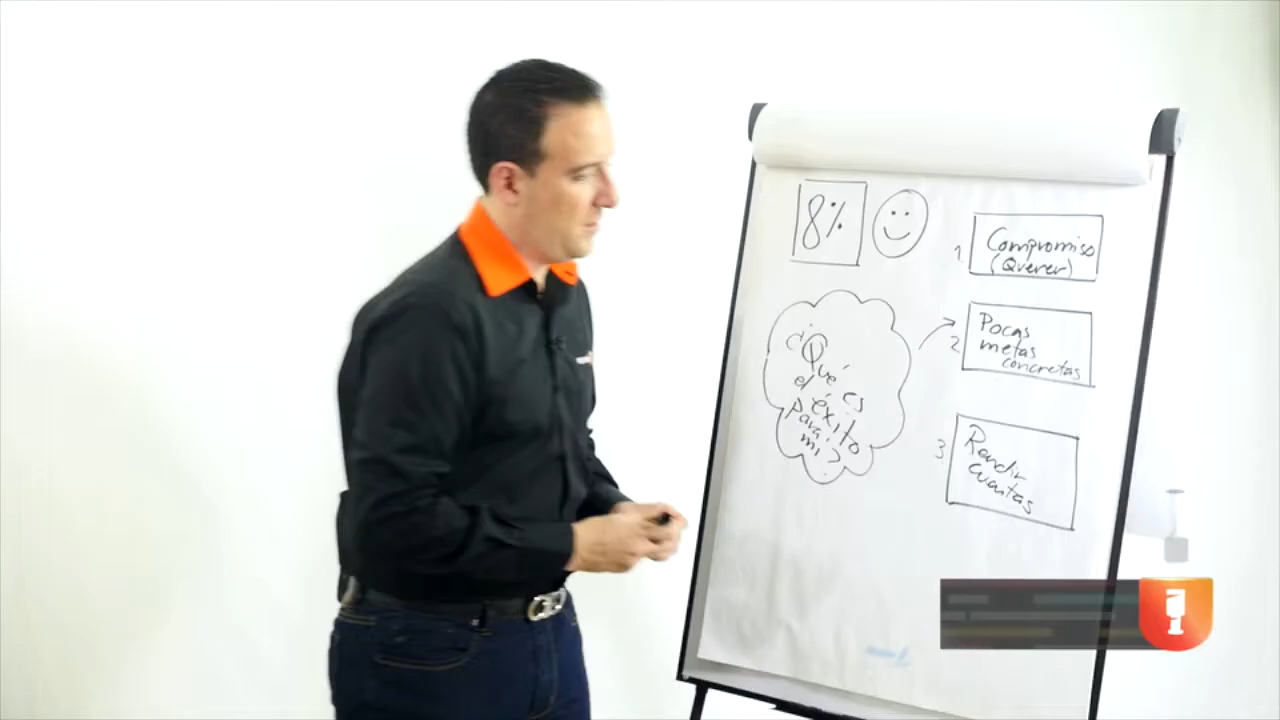 8%
1
Compromiso
(Querer)
¿Qué es
el éxito
para
mi?
2
Pocas
metas
concretas
3
Rendir
cuentas